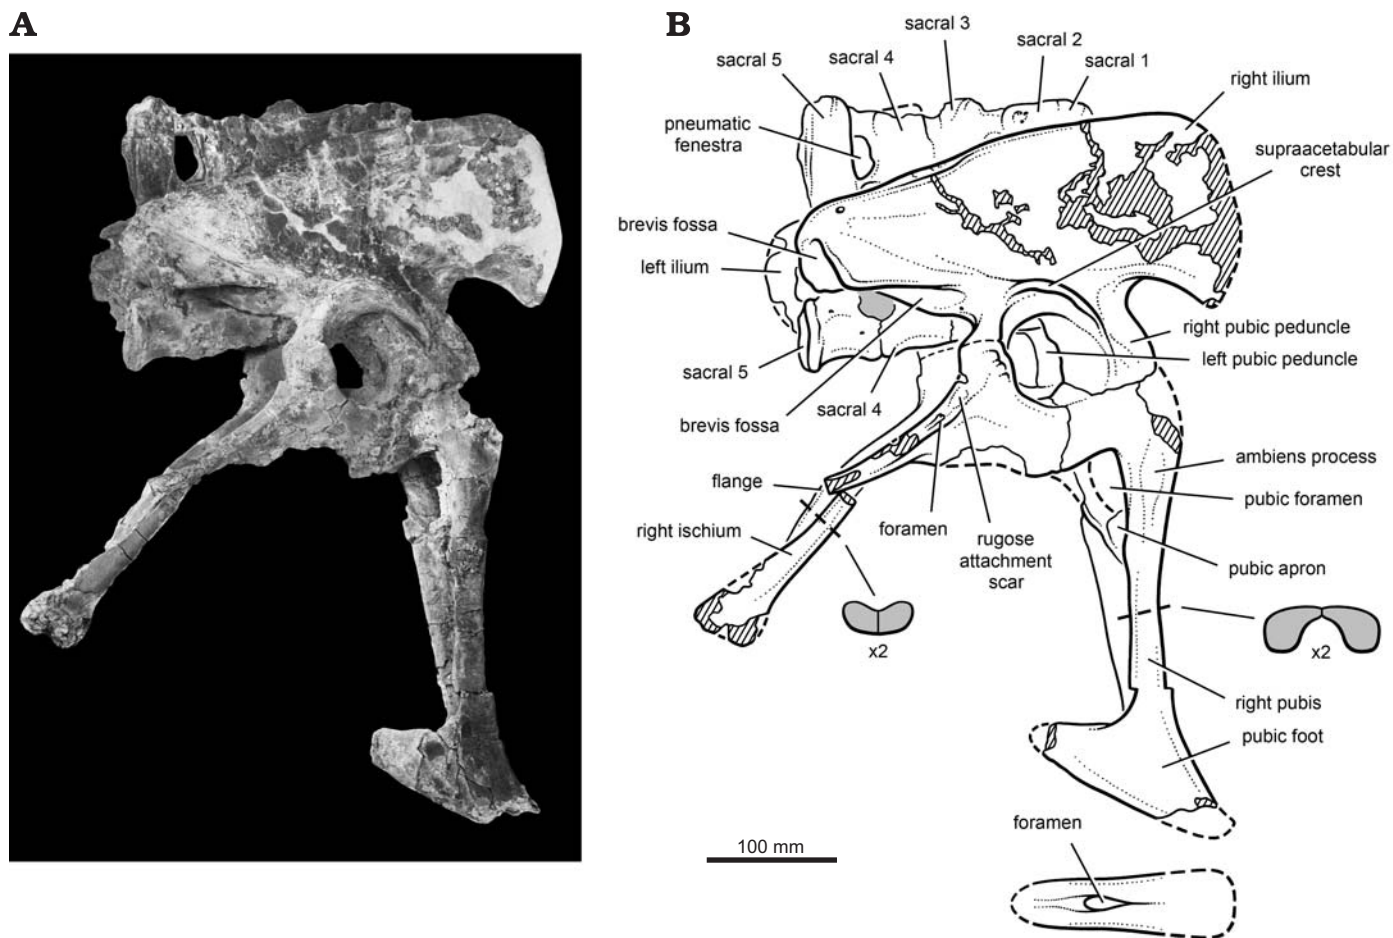 A
B
sacral 3
sacral 2
sacral 4
sacral 1
sacral 5
right ilium
pneumatic
fenestra
supraacetabular
crest
brevis fossa
left ilium
right pubic peduncle
left pubic peduncle
sacral 5
sacral 4
brevis fossa
ambiens process
flange
pubic foramen
right ischium
foramen
rugose
attachment
scar
pubic apron
x2
x2
right pubis
pubic foot
foramen
100 mm